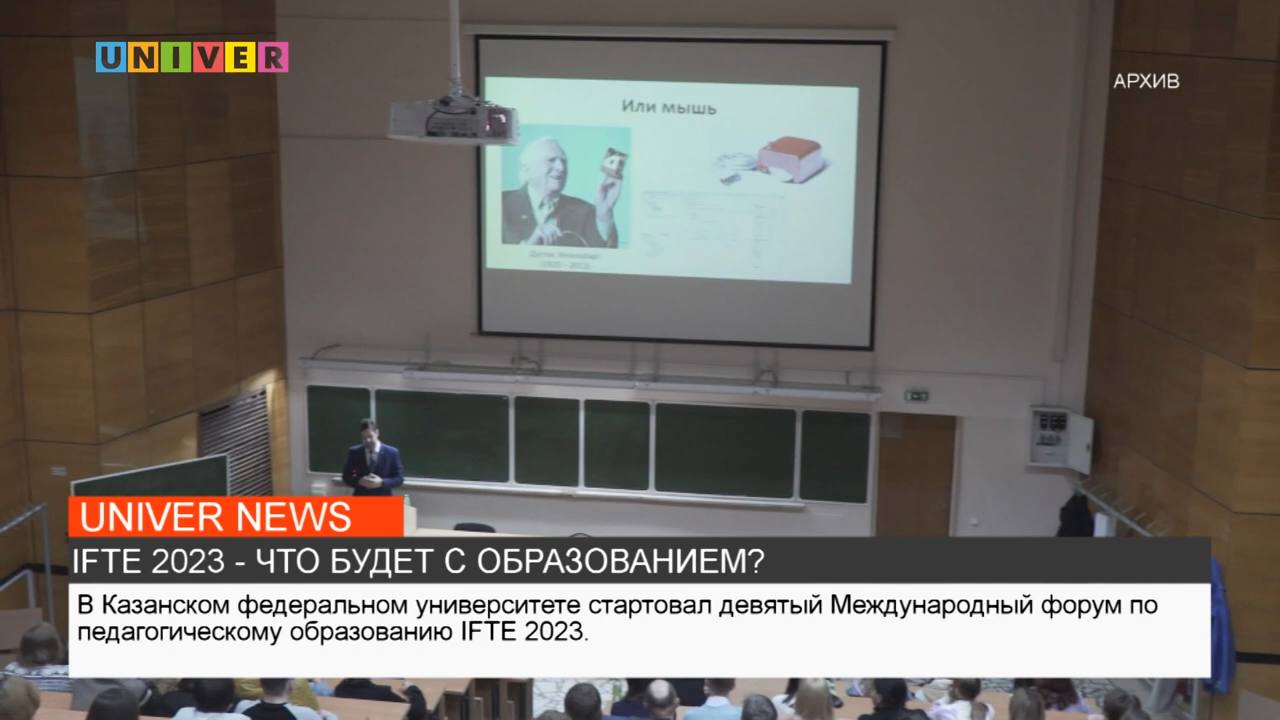 UNIVER
АРХИВ
Или мышь
UNIVER NEWS
IFTE 2023 - ЧТО БУДЕТ С ОБРАЗОВАНИЕМ?
В Казанском федеральном университете стартовал девятый Международный форум по
педагогическому образованию IFTE 2023.